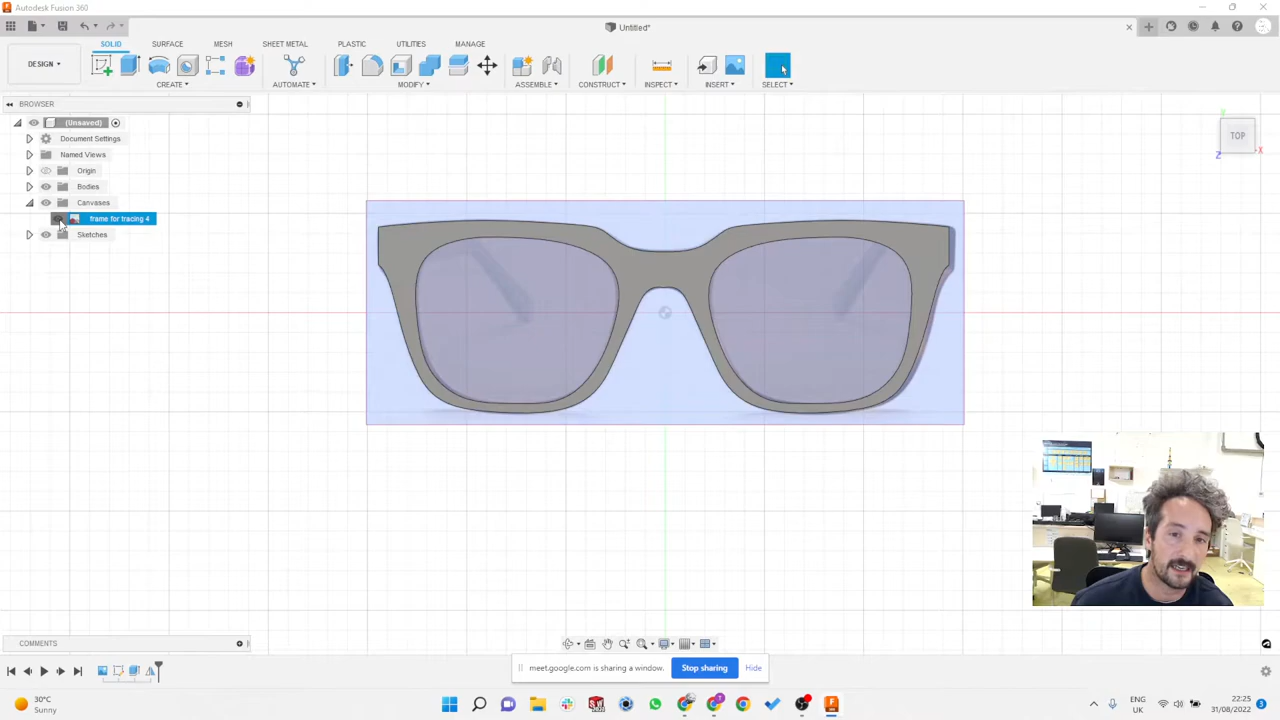 Autodesk Fusion 360
Untitled*
DESIGN
SOLID SURFACE MESH SHEET METAL PLASTIC UTILITIES MANAGE
CREATE AUTOMATE MODIFY ASSEMBLE CONSTRUCT INSPECT INSERT SELECT
BROWSER
(Unsaved)
Document Settings
Named Views
Origin
Bodies
Canvases
frame for tracing 4
Sketches
TOP
Y
X
Z
COMMENTS
meet.google.com is sharing a window. Stop sharing Hide
30°C
Sunny
ENG
UK
22:25
31/08/2022
3